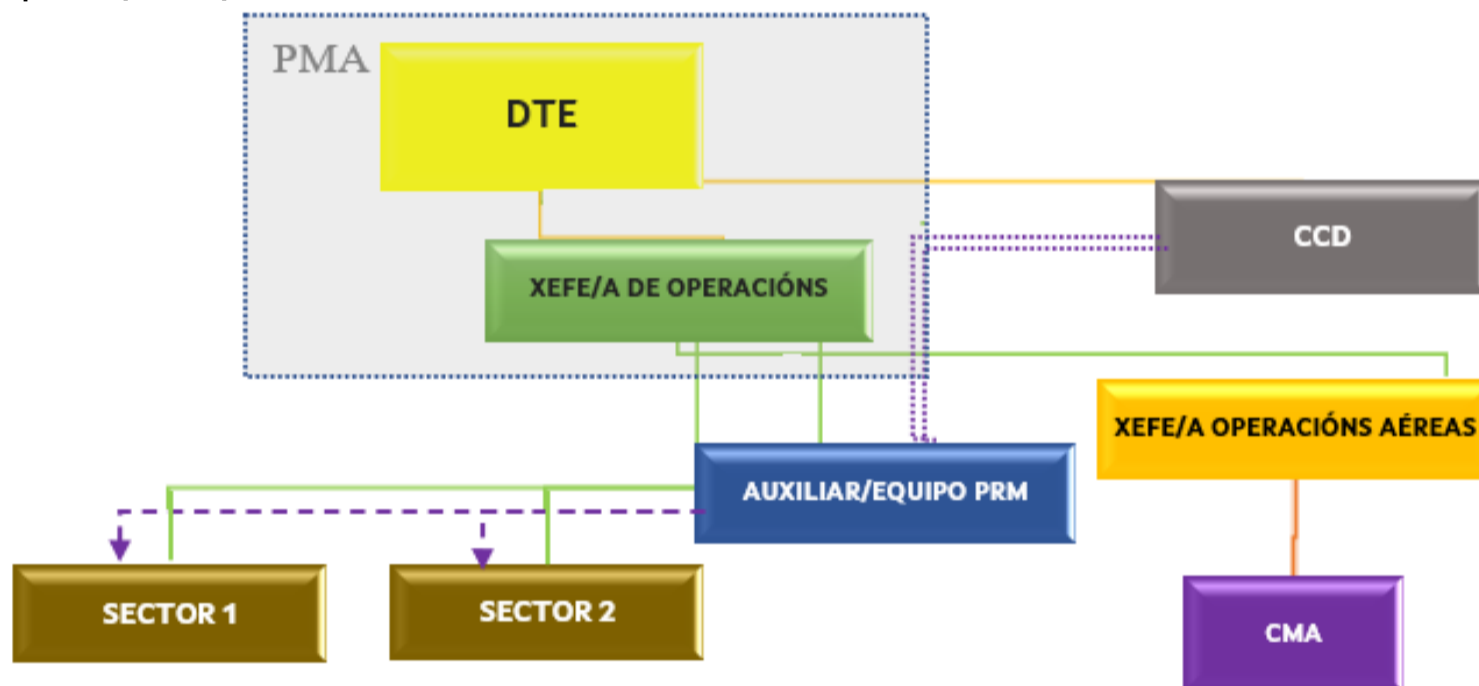 PMA
DTE
CCD
XEFE/A DE OPERACIÓNS
XEFE/A OPERACIÓNS AÉREAS
AUXILIAR/EQUIPO PRM
SECTOR 1
SECTOR 2
CMA